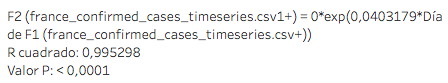 F2 (france_confirmed_cases_timeseries.csv1+) = 0*exp(0,0403179*Día
de F1 (france_confirmed_cases_timeseries.csv+))
R cuadrado: 0,995298
Valor P: < 0,0001